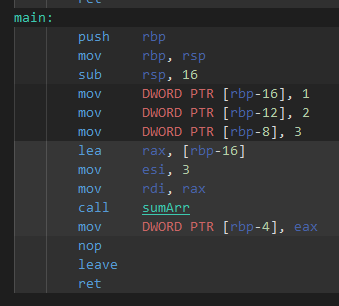 ret
main:
push rbp
mov rbp, rsp
sub rsp, 16
mov DWORD PTR [rbp-16], 1
mov DWORD PTR [rbp-12], 2
mov DWORD PTR [rbp-8], 3
lea rax, [rbp-16]
mov esi, 3
mov rdi, rax
call sumArr
mov DWORD PTR [rbp-4], eax
nop
leave
ret